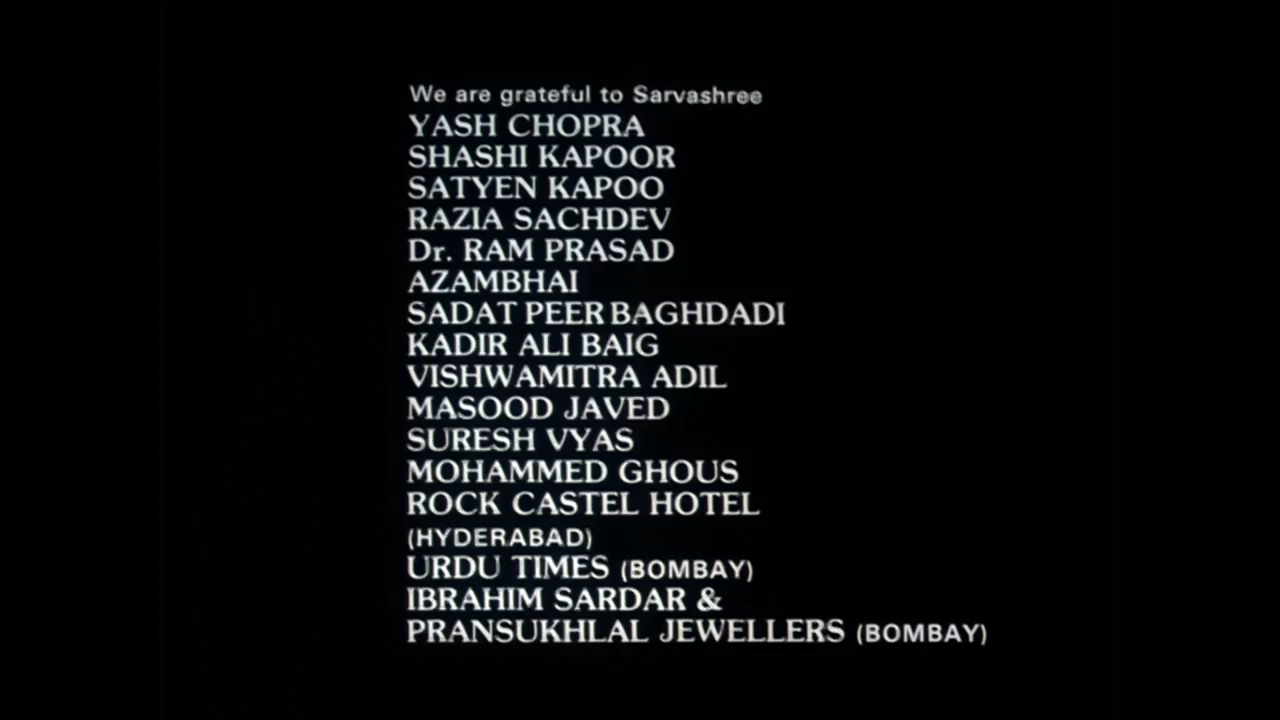 We are grateful to Sarvashree
YASH CHOPRA
SHASHI KAPOOR
SATYEN KAPOO
RAZIA SACHDEV
Dr. RAM PRASAD
AZAMBHAI
SADAT PEER BAGHDADI
KADIR ALI BAIG
VISHWAMITRA ADIL
MASOOD JAVED
SURESH VYAS
MOHAMMED GHOUS
ROCK CASTEL HOTEL
(HYDERABAD)
URDU TIMES (BOMBAY)
IBRAHIM SARDAR &
PRANSUKHLAL JEWELLERS (BOMBAY)